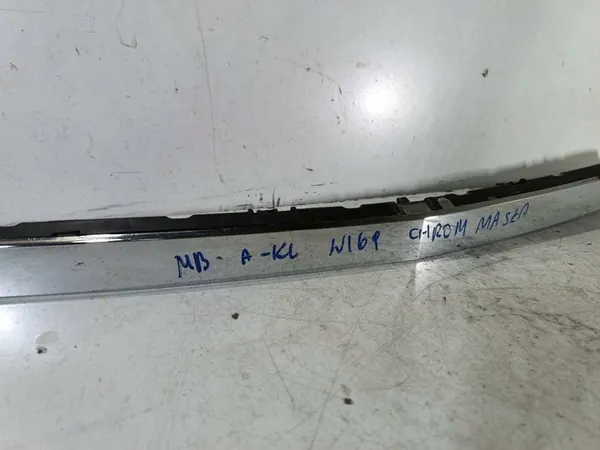 MB - A-KL W169 CHROM MASER